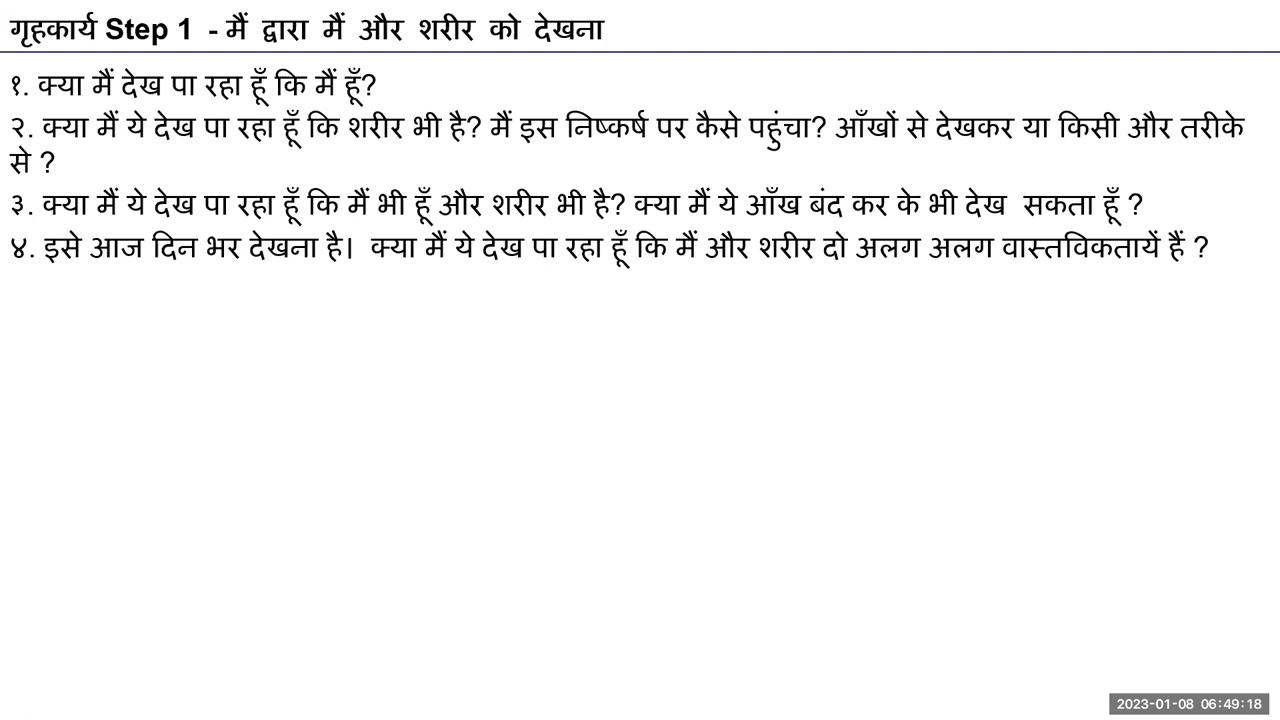 गृहकार्य Step 1 - मैं द्वारा मैं और शरीर को देखना
१. क्या मैं देख पा रहा हूँ कि मैं हूँ?
२. क्या मैं ये देख पा रहा हूँ कि शरीर भी है? मैं इस निष्कर्ष पर कैसे पहुंचा? आँखों से देखकर या किसी और तरीके
से ?
३. क्या मैं ये देख पा रहा हूँ कि मैं भी हूँ और शरीर भी है? क्या मैं ये आँख बंद कर के भी देख सकता हूँ ?
४. इसे आज दिन भर देखना है। क्या मैं ये देख पा रहा हूँ कि मैं और शरीर दो अलग अलग वास्तविकतायें हैं ?
2023-01-08 06:49:18